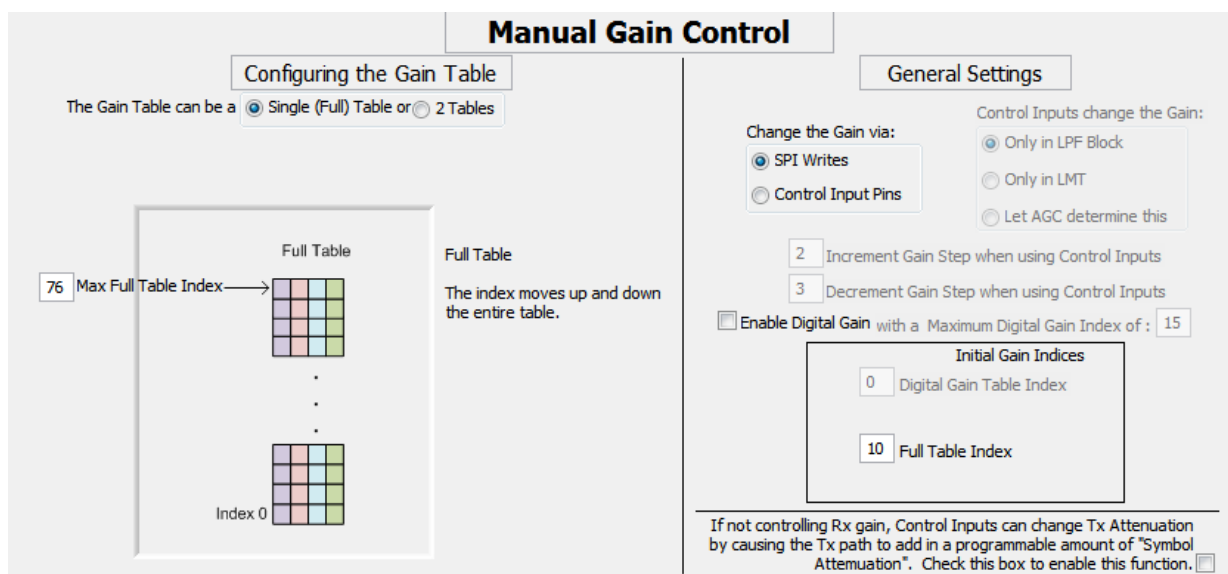 Manual Gain Control
Configuring the Gain Table
The Gain Table can be a Single (Full) Table or 2 Tables
Full Table
76 Max Full Table Index
Index 0
Full Table
The index moves up and down
the entire table.
General Settings
Change the Gain via:
SPI Writes
Control Input Pins
Control Inputs change the Gain:
Only in LPF Block
Only in LMT
Let AGC determine this
2 Increment Gain Step when using Control Inputs
3 Decrement Gain Step when using Control Inputs
Enable Digital Gain with a Maximum Digital Gain Index of : 15
Initial Gain Indices
0 Digital Gain Table Index
10 Full Table Index
If not controlling Rx gain, Control Inputs can change Tx Attenuation
by causing the Tx path to add in a programmable amount of "Symbol
Attemuation". Check this box to enable this function.